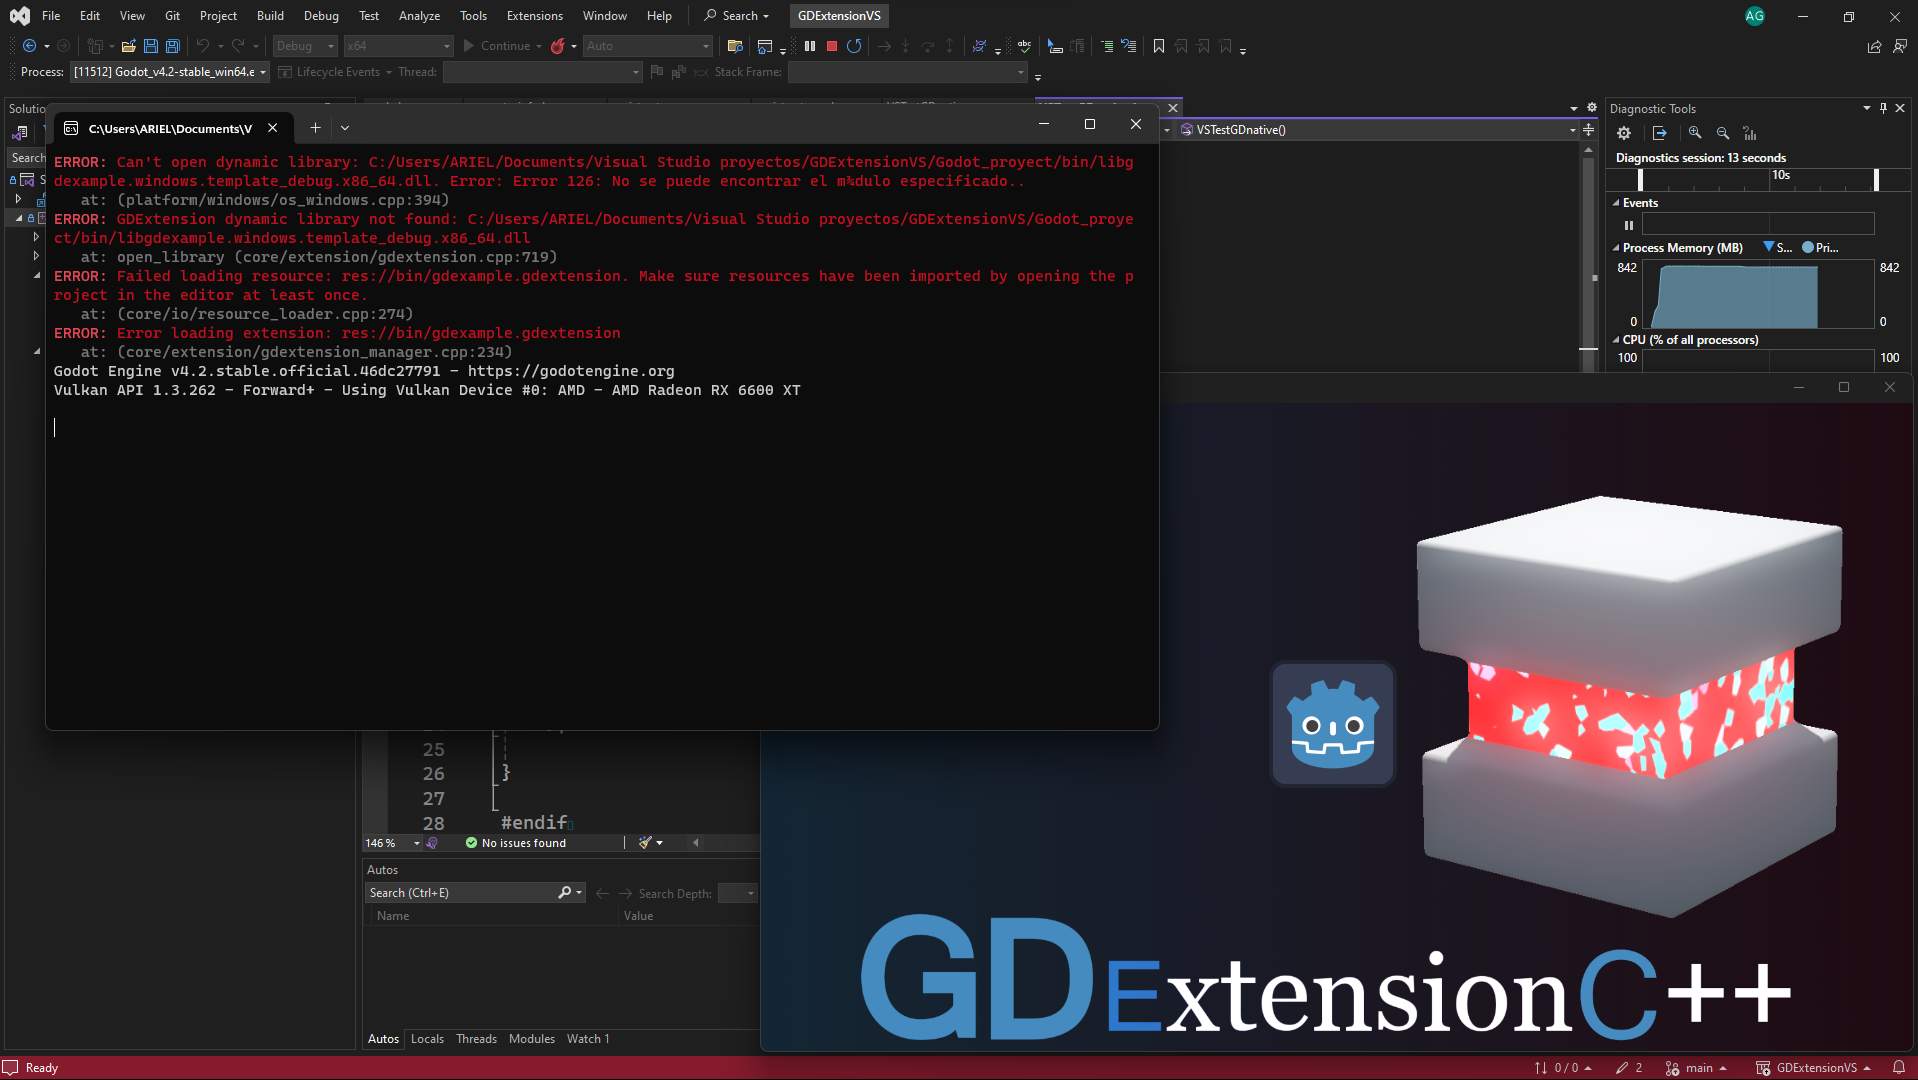 File Edit View Git Project Build Debug Test Analyze Tools Extensions Window Help Search GDExtensionVS AG
Debug x64 Continue Auto
Process: [11512] Godot_v4.2-stable_win64.e Lifecycle Events Thread: Stack Frame:
Solutio
Search
C:\Users\ARIEL\Documents\V
ERROR: Can't open dynamic library: C:/Users/ARIEL/Documents/Visual Studio proyectos/GDExtensionVS/Godot_proyect/bin/libg
dexample.windows.template_debug.x86_64.dll. Error: Error 126: No se puede encontrar el m¾dulo especificado..
at: (platform/windows/os_windows.cpp:394)
ERROR: GDExtension dynamic library not found: C:/Users/ARIEL/Documents/Visual Studio proyectos/GDExtensionVS/Godot_proye
ct/bin/libgdexample.windows.template_debug.x86_64.dll
at: open_library (core/extension/gdextension.cpp:719)
ERROR: Failed loading resource: res://bin/gdexample.gdextension. Make sure resources have been imported by opening the p
roject in the editor at least once.
at: (core/io/resource_loader.cpp:274)
ERROR: Error loading extension: res://bin/gdexample.gdextension
at: (core/extension/gdextension_manager.cpp:234)
Godot Engine v4.2.stable.official.46dc27791 - https://godotengine.org
Vulkan API 1.3.262 - Forward+ - Using Vulkan Device #0: AMD - AMD Radeon RX 6600 XT
VSTestGDnative()
Diagnostic Tools
Diagnostics session: 13 seconds
10s
Events
Process Memory (MB) S... Pri...
842 842
0 0
CPU (% of all processors)
100 100
25
26 }
27
28 #endif
146 % No issues found
Autos
Search (Ctrl+E) Search Depth:
Name Value
Autos Locals Threads Modules Watch 1
GDExtensionC++
Ready 0 / 0 2 main GDExtensionVS